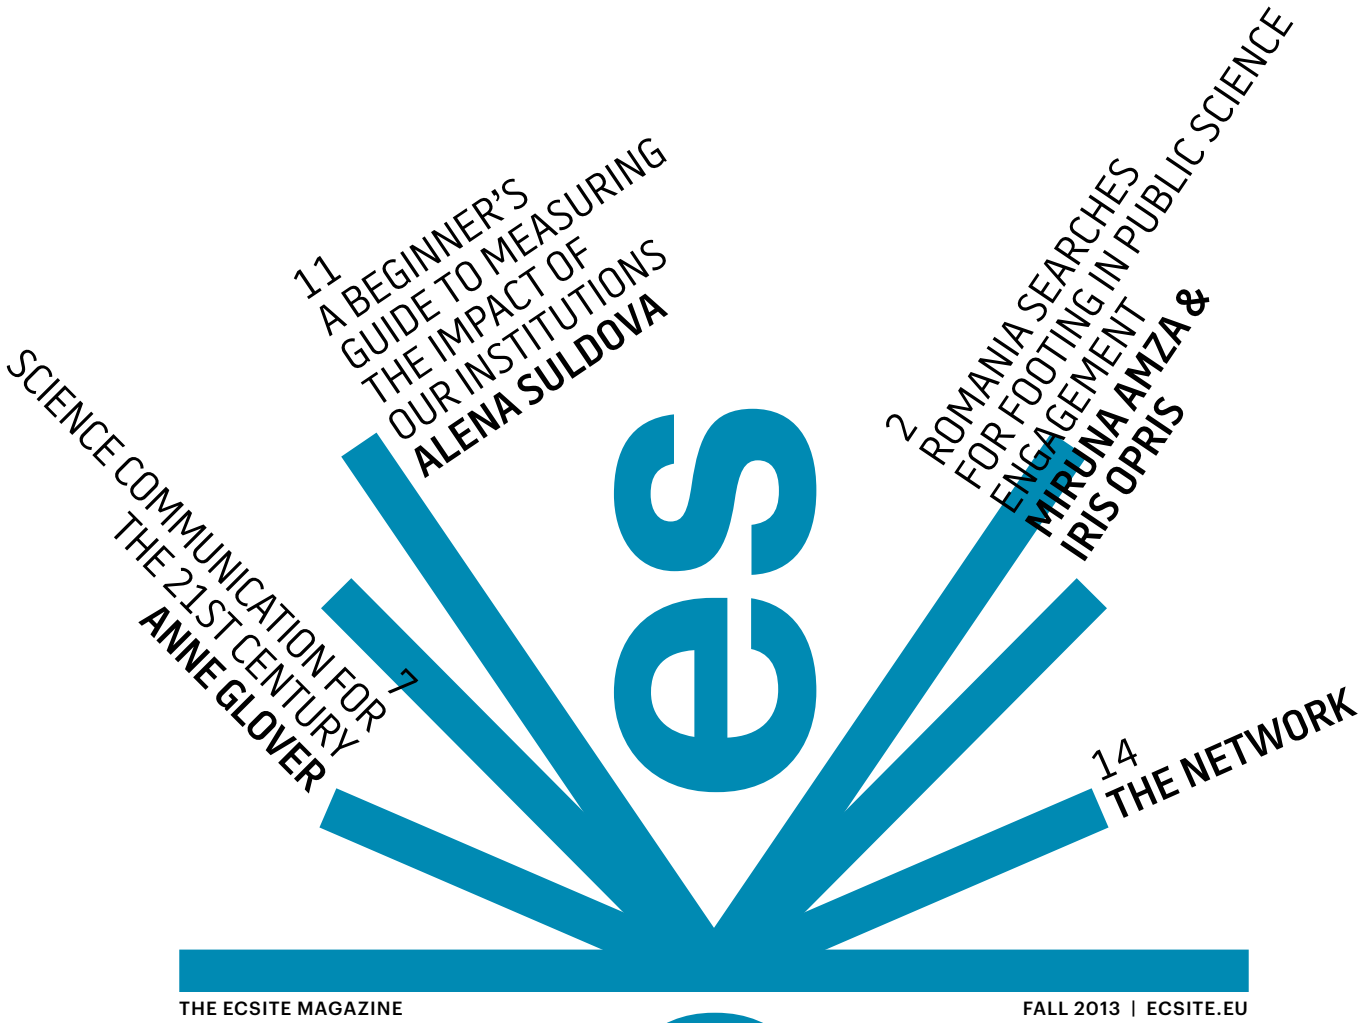 11
A BEGINNER’S
GUIDE TO MEASURING
THE IMPACT OF
OUR INSTITUTIONS
ALENA SULDOVA
2
ROMANIA SEARCHES
FOR FOOTING IN PUBLIC SCIENCE
ENGAGEMENT
MIRUNA AMZA &
IRIS OPRIS
7
SCIENCE COMMUNICATION FOR
THE 21ST CENTURY
ANNE GLOVER
es
14
THE NETWORK
THE ECSITE MAGAZINE
FALL 2013 | ECSITE.EU